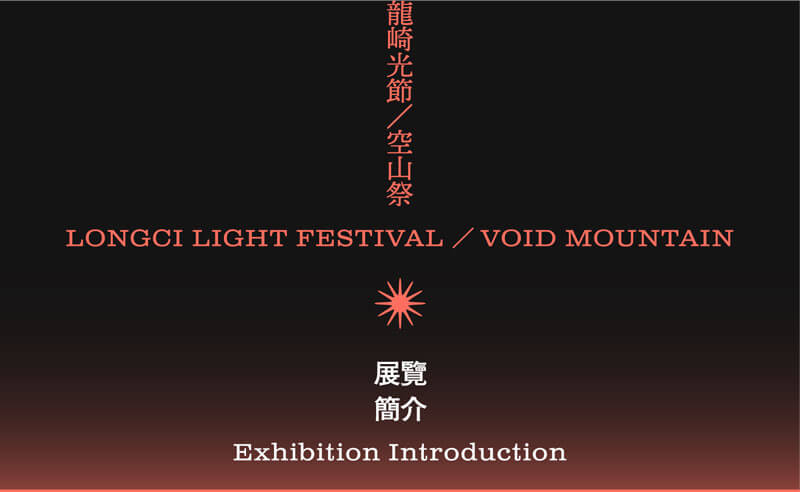 龍崎光節／空山祭
LONGCI LIGHT FESTIVAL ／ VOID MOUNTAIN
展覽
簡介
Exhibition Introduction